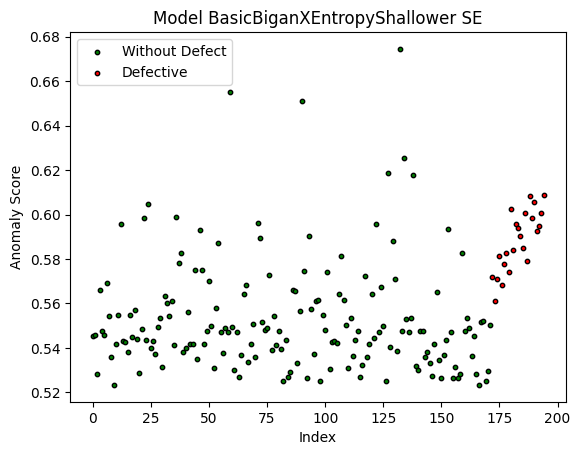 Model BasicBiganXEntropyShallower SE
Without Defect
Defective
Anomaly Score
0.68
0.66
0.64
0.62
0.60
0.58
0.56
0.54
0.52
0 25 50 75 100 125 150 175 200
Index